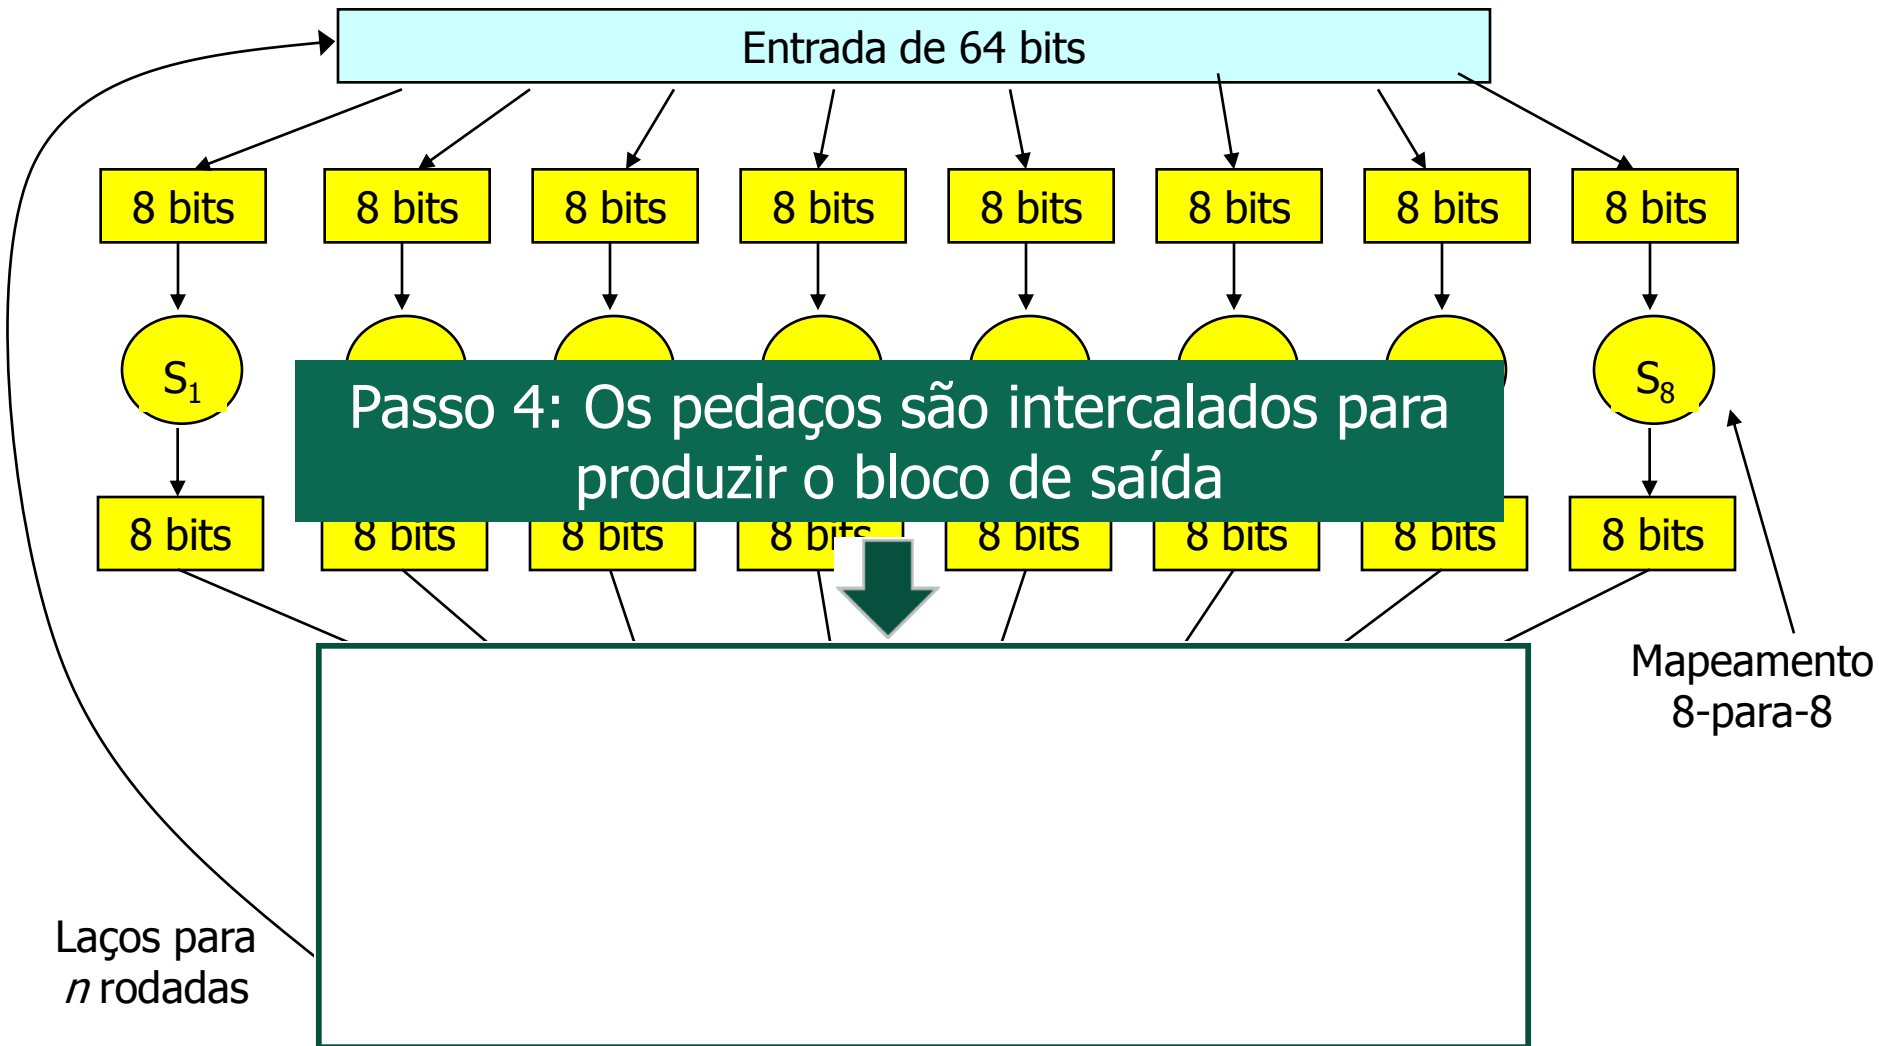 Entrada de 64 bits
8 bits 8 bits 8 bits 8 bits 8 bits 8 bits 8 bits 8 bits
S1 S8
Passo 4: Os pedaços são intercalados para
produzir o bloco de saída
8 bits 8 bits 8 bits 8 bits 8 bits 8 bits 8 bits 8 bits
Mapeamento
8-para-8
Laços para
n rodadas